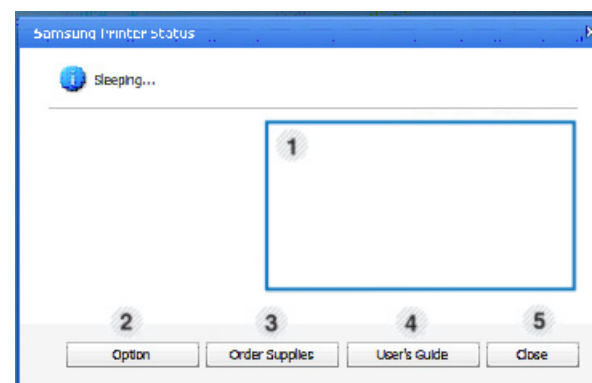 Samsung Printer Status
Sleeping...
1
2 3 4 5
Option Order Supplies User's Guide Close